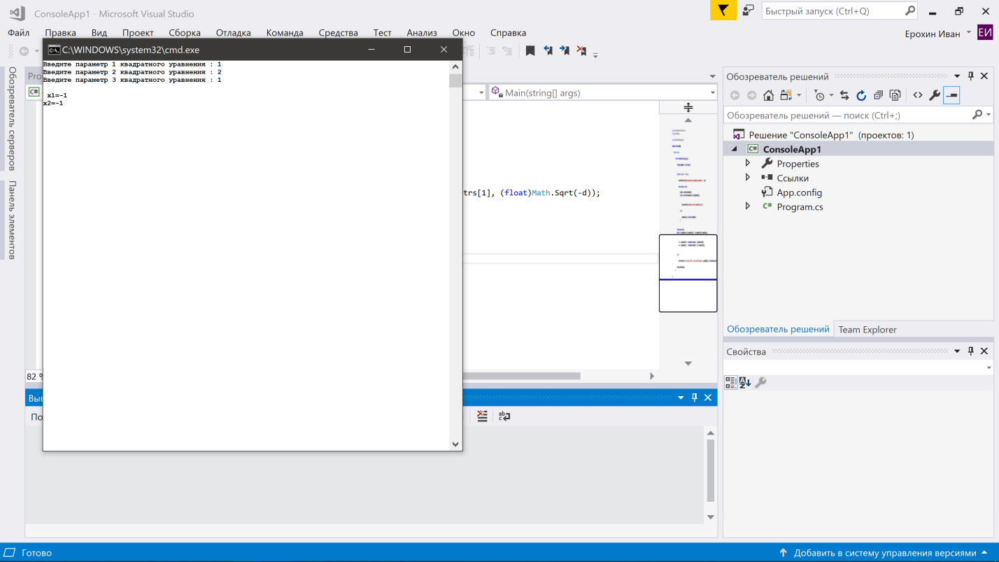 ConsoleApp1 - Microsoft Visual Studio
Быстрый запуск (Ctrl+Q)
Файл Правка Вид Проект Сборка Отладка Команда Средства Тест Анализ Окно Справка
Ерохин Иван
ЕИ
C:\WINDOWS\system32\cmd.exe
Введите параметр 1 квадратного уравнения : 1
Введите параметр 2 квадратного уравнения : 2
Введите параметр 3 квадратного уравнения : 1
x1=-1
x2=-1
Обозреватель серверов
Панель элементов
Pro
C#
Main(string[] args)
trs[1], (float)Math.Sqrt(-d));
82 %
Выв
По
Обозреватель решений
Обозреватель решений — поиск (Ctrl+;)
Решение "ConsoleApp1" (проектов: 1)
C# ConsoleApp1
Properties
Ссылки
App.config
C# Program.cs
Обозреватель решений Team Explorer
Свойства
Готово
Добавить в систему управления версиями